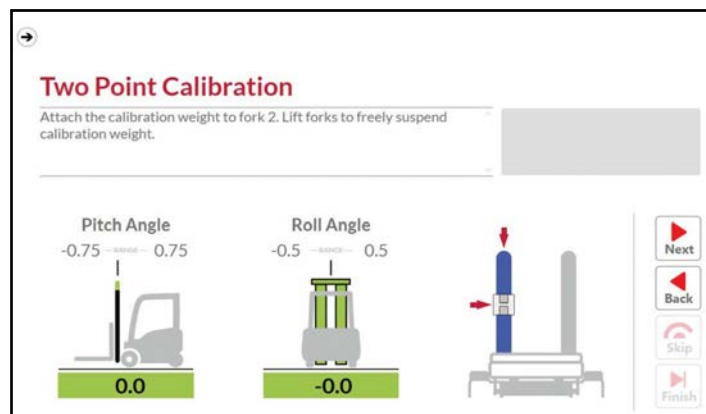 Two Point Calibration
Attach the calibration weight to fork 2. Lift forks to freely suspend
calibration weight.
Pitch Angle
-0.75 RANGE 0.75
Roll Angle
-0.5 RANGE 0.5
0.0
-0.0
Next
Back
Skip
Finish